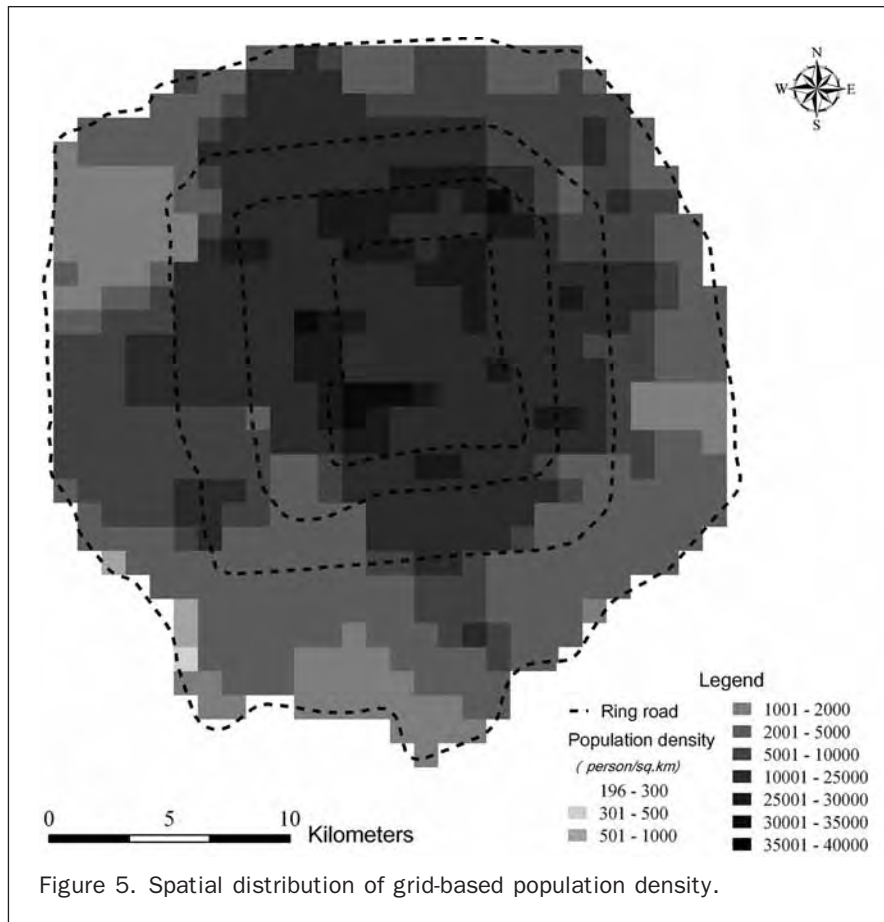 N
W E
S
Legend
Ring road
Population density
( person/sq.km)
196 - 300
301 - 500
501 - 1000
1001 - 2000
2001 - 5000
5001 - 10000
10001 - 25000
25001 - 30000
30001 - 35000
35001 - 40000
0 5 10
Kilometers
Figure 5. Spatial distribution of grid-based population density.